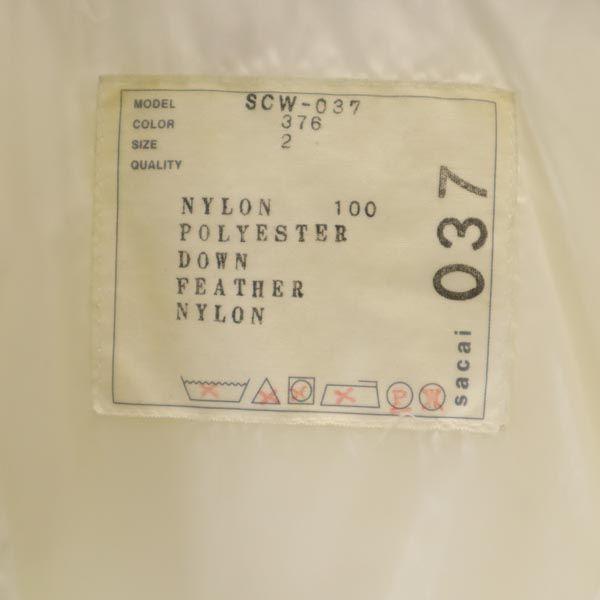 MODEL SCW-037
COLOR 376
SIZE 2
QUALITY
NYLON 100
POLYESTER
DOWN
FEATHER
NYLON
P W
sacai 037